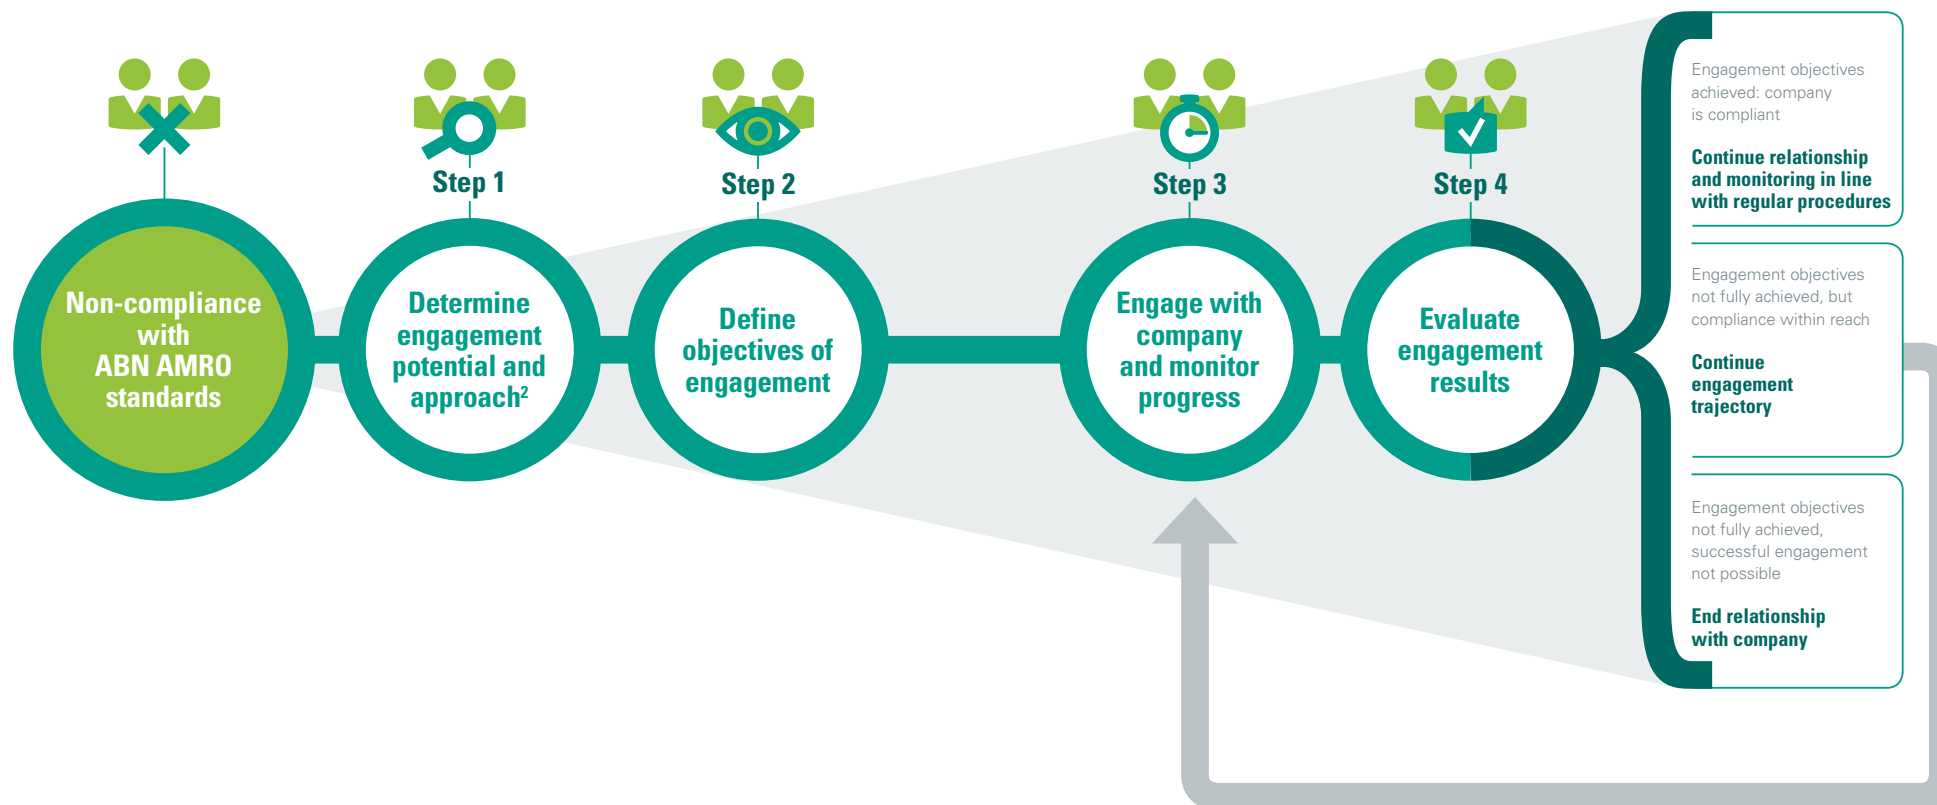 Non-compliance
with
ABN AMRO
standards
Step 1
Determine
engagement
potential and
approach²
Step 2
Define
objectives of
engagement
Step 3
Engage with
company
and monitor
progress
Step 4
Evaluate
engagement
results
Engagement objectives
achieved: company
is compliant
Continue relationship
and monitoring in line
with regular procedures
Engagement objectives
not fully achieved, but
compliance within reach
Continue
engagement
trajectory
Engagement objectives
not fully achieved,
successful engagement
not possible
End relationship
with company